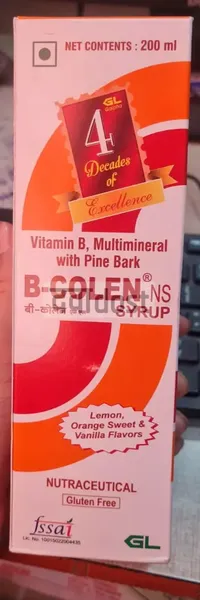 NET CONTENTS : 200 ml
GL
4
Decades
of
Excellence
Vitamin B, Multimineral
with Pine Bark
B-COLEN® NS
SYRUP
Lemon,
Orange Sweet &
Vanilla Flavors
NUTRACEUTICAL
Gluten Free
fssai
GL